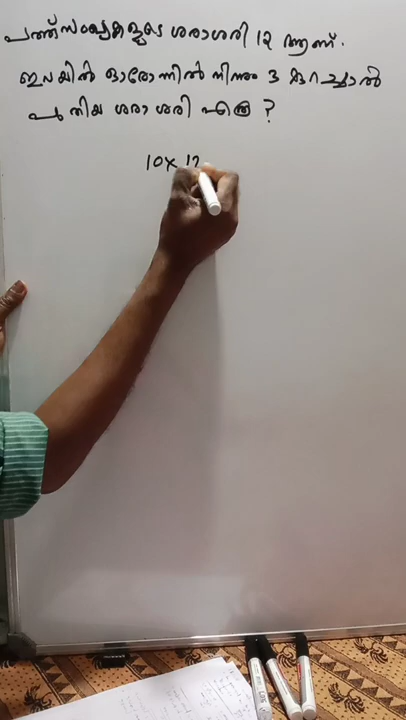 പത്ത് സംഖ്യകളുടെ ശരാശരി 12 ആണ്.
ഇവയിൽ ഓരോന്നിൽ നിന്നും 3 കുറച്ചാൽ
പുതിയ ശരാശരി എത്ര ?
10 x 12